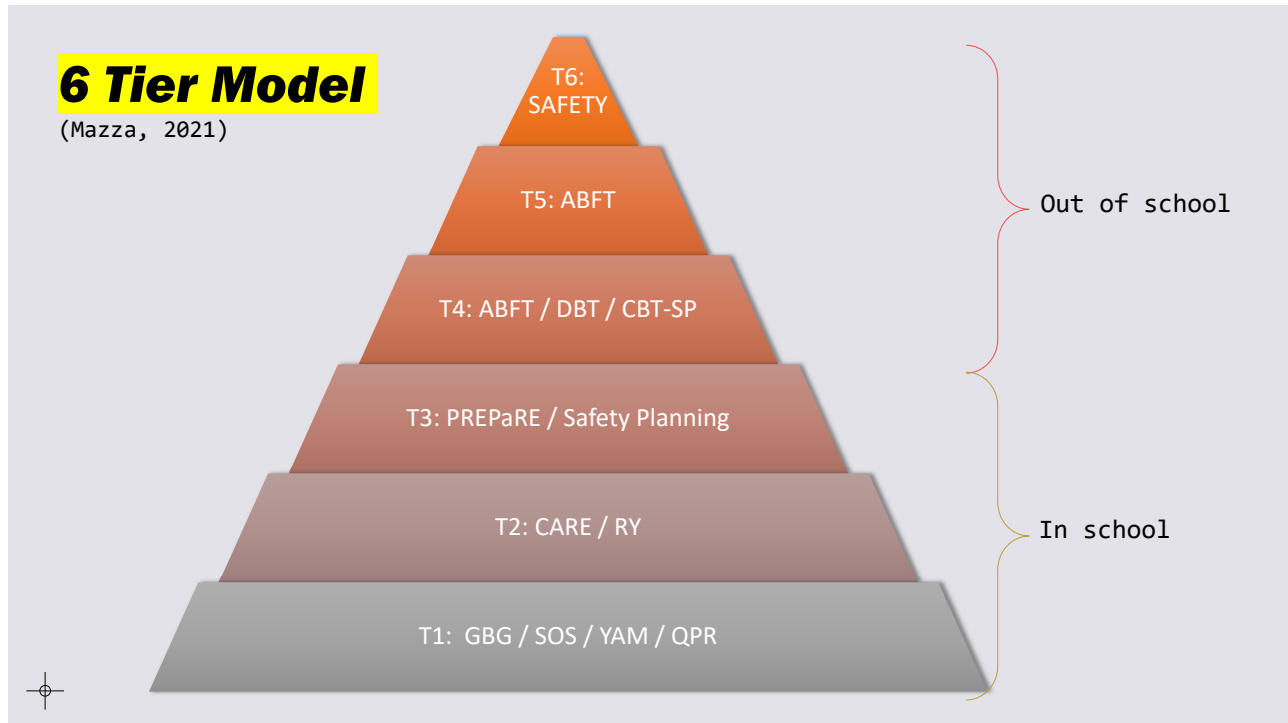 6 Tier Model
(Mazza, 2021)
T6:
SAFETY
T5: ABFT
Out of school
T4: ABFT / DBT / CBT-SP
T3: PREPaRE / Safety Planning
T2: CARE / RY
In school
T1: GBG / SOS / YAM / QPR